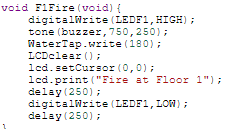 void F1Fire(void){
digitalWrite(LEDF1,HIGH);
tone(buzzer,750,250);
WaterTap.write(180);
LCDclear();
lcd.setCursor(0,0);
lcd.print("Fire at Floor 1");
delay(250);
digitalWrite(LEDF1,LOW);
delay(250);
}